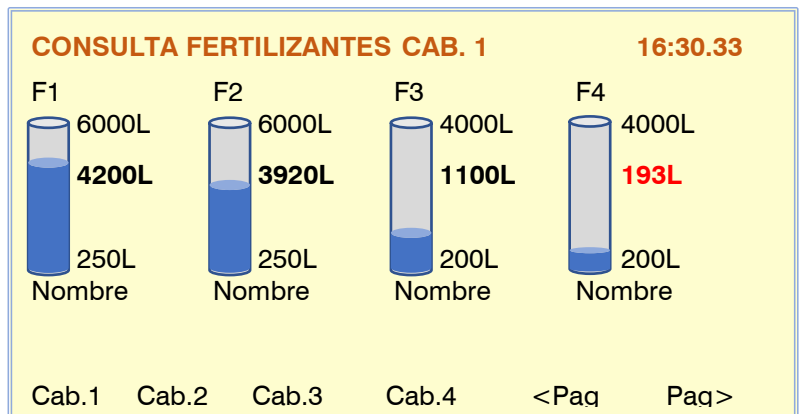 CONSULTA FERTILIZANTES CAB. 1 16:30.33
F1 F2 F3 F4
6000L 6000L 4000L 4000L
4200L 3920L 1100L 193L
250L 250L 200L 200L
Nombre Nombre Nombre Nombre
Cab.1 Cab.2 Cab.3 Cab.4 <Pag Pag>